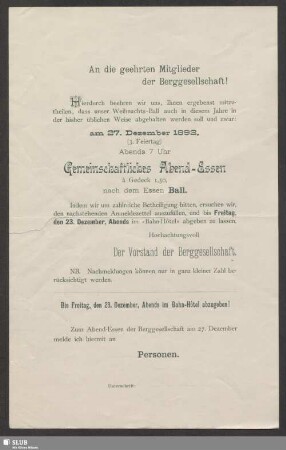 An die geehrten Mitglieder
der Berggesellschaft!
Hierdurch beehren wir uns, Ihnen ergebenst mitzu-
theilen, dass unser Weihnachts-Ball auch in diesem Jahre in
der bisher üblichen Weise abgehalten werden soll und zwar:
am 27. Dezember 1892,
(3. Feiertag)
Abends 7 Uhr
Gemeinschaftliches Abend-Essen
à Gedeck 1,50,
nach dem Essen Ball.
Indem wir um zahlreiche Betheiligung bitten, ersuchen wir,
den nachstehenden Anmeldezettel auszufüllen, und bis Freitag,
den 23. Dezember, Abends im »Bahn-Hôtel« abgeben zu lassen.
Hochachtungsvoll
Der Vorstand der Berggesellschaft.
NB. Nachmeldungen können nur in ganz kleiner Zahl be-
rücksichtigt werden.
Bis Freitag, den 23. Dezember, Abends im Bahn-Hôtel abzugeben!
Zum Abend-Essen der Berggesellschaft am 27. Dezember
melde ich hiermit an
Personen.
Unterschrift:
SLUB
Wir führen Wissen.